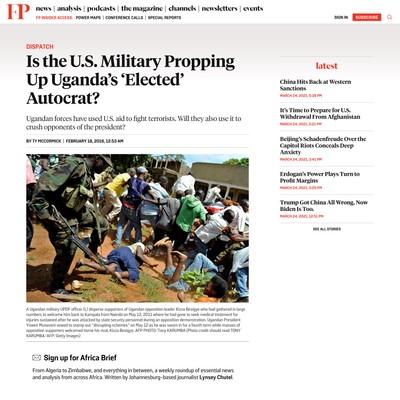 FP
news | analysis | podcasts | the magazine | channels | newsletters | events
FP INSIDER ACCESS: POWER MAPS | CONFERENCE CALLS | SPECIAL REPORTS
SIGN IN
SUBSCRIBE
DISPATCH
Is the U.S. Military Propping
Up Uganda's 'Elected'
Autocrat?
Ugandan forces have used U.S. aid to fight terrorists. Will they also use it to
crush opponents of the president?
BY TY MCCORMICK | FEBRUARY 18, 2016, 12:53 AM
A Ugandan military UPDF officer (L) disperse supporters of Ugandan opposition leader Kizza Besigye who had gathered in large
numbers to welcome him back to Kampala from Nairobi on May 12, 2011 where he had gone to seek medical treatment for
injuries sustained after he was attacked by state security personnel during an opposition demonstration. Ugandan President
Yoweri Museveni vowed to stamp out "disrupting schemes" on May 12 as he was sworn in for a fourth term while masses of
opposition supporters welcomed home his rival, Kizza Besigye. AFP PHOTO: Tony KARUMBA (Photo credit should read TONY
KARUMBA/AFP/Getty Images)
Sign up for Africa Brief
From Algeria to Zimbabwe, and everything in between, a weekly roundup of essential news
and analysis from across Africa. Written by Johannesburg-based journalist Lynsey Chutel.
latest
China Hits Back at Western
Sanctions
MARCH 24, 2021, 5:38 PM
It's Time to Prepare for U.S.
Withdrawal From Afghanistan
MARCH 24, 2021, 5:21 PM
Beijing's Schadenfreude Over the
Capitol Riots Conceals Deep
Anxiety
MARCH 24, 2021, 3:41 PM
Erdogan's Power Plays Turn to
Profit Margins
MARCH 24, 2021, 3:25 PM
Trump Got China All Wrong. Now
Biden Is Too.
MARCH 24, 2021, 12:51 PM
SEE ALL STORIES